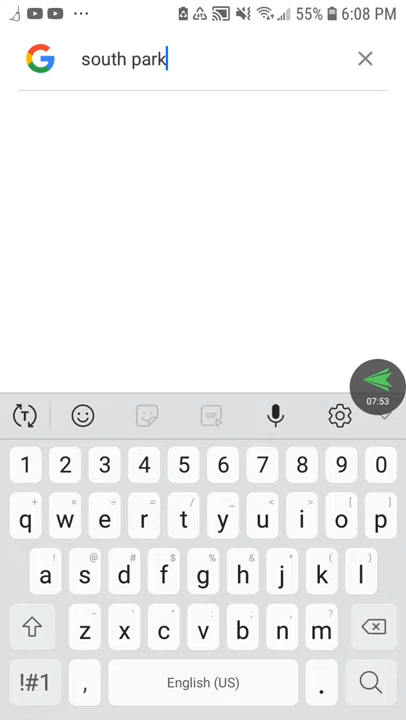 55% 6:08 PM
south park
07:53
T
GIF
1 2 3 4 5 6 7 8 9 0
+ × ÷ = / _ < > [ ]
q w e r t y u i o p
! @ # $ % & * ( )
a s d f g h j k l
- ' " : ; , ?
z x c v b n m
!#1 , English (US) .